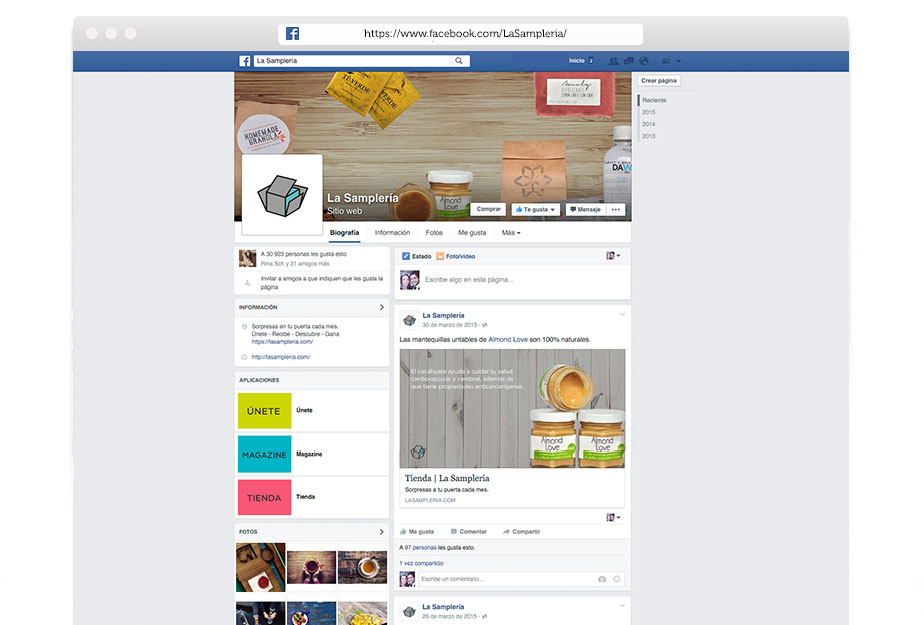 https://www.facebook.com/LaSampleria/
La Sampleria
Inicio
Crear página
Reciente
2015
2014
2013
TÉVERDE
HOMEMADE
GRANOLA
Almond
Love
DAW
La Samplería
Sitio web
Comprar
Te gusta
Mensaje
Biografía
Información
Fotos
Me gusta
Más
A 30 923 personas les gusta esto
Rina Sch y 31 amigos más
Invitar a amigos a que indiquen que les gusta la
página
INFORMACIÓN
Sorpresas en tu puerta cada mes.
Únete - Recibe - Descubre - Gana
https://lasampleria.com/
http://lasampleria.com/
APLICACIONES
ÚNETE
Únete
MAGAZINE
Magazine
TIENDA
Tienda
FOTOS
Estado
Foto/vídeo
Escribe algo en esta página...
La Samplería
30 de marzo de 2015
Las mantequillas untables de Almond Love son 100% naturales.
El cacahuate ayuda a cuidar tu salud
cardiovascular y cerebral, además de
que tiene propiedades anticancerígenas.
Almond
Love
Almond
Love
Tienda | La Samplería
Sorpresas a tu puerta cada mes.
LASAMPLERIA.COM
Me gusta
Comentar
Compartir
A 97 personas les gusta esto.
1 vez compartido
Escribe un comentario...
La Samplería
26 de marzo de 2015